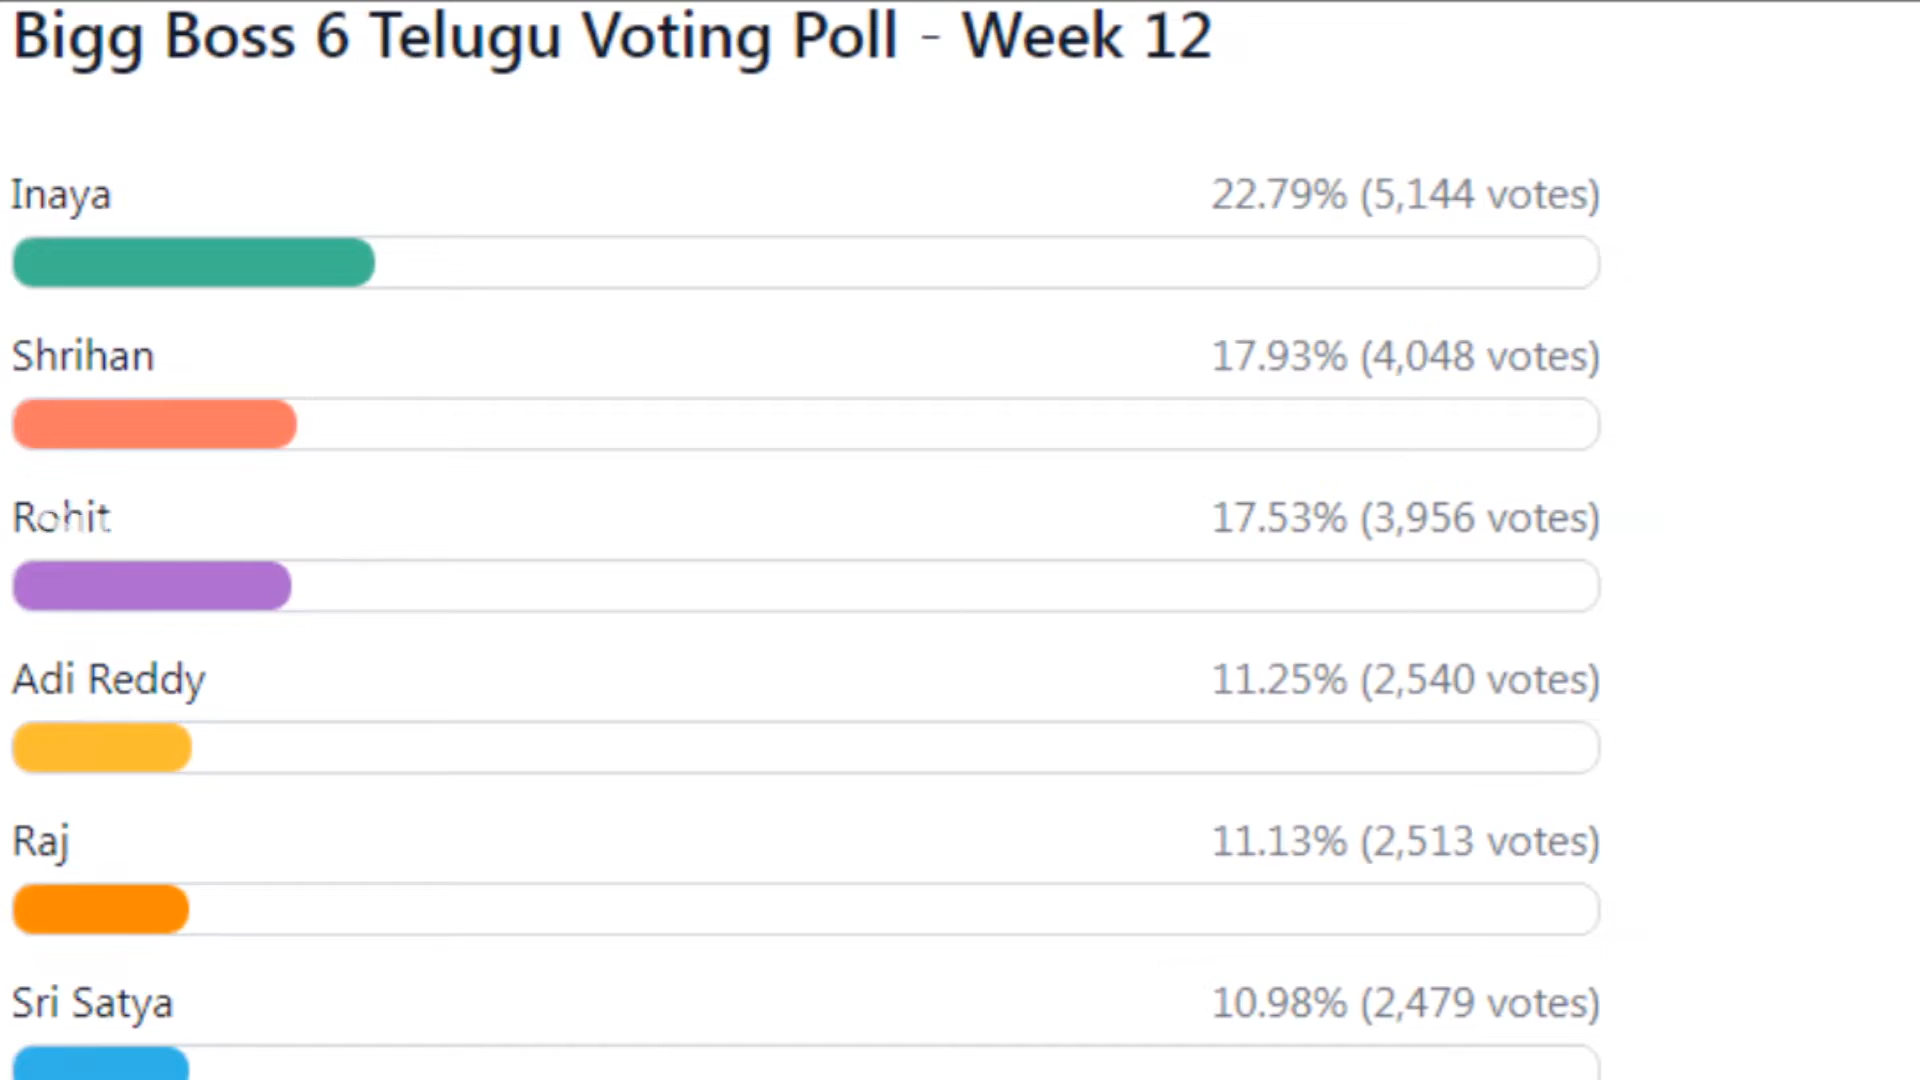 Bigg Boss 6 Telugu Voting Poll - Week 12
Inaya 22.79% (5,144 votes)
Shrihan 17.93% (4,048 votes)
Rohit 17.53% (3,956 votes)
Adi Reddy 11.25% (2,540 votes)
Raj 11.13% (2,513 votes)
Sri Satya 10.98% (2,479 votes)